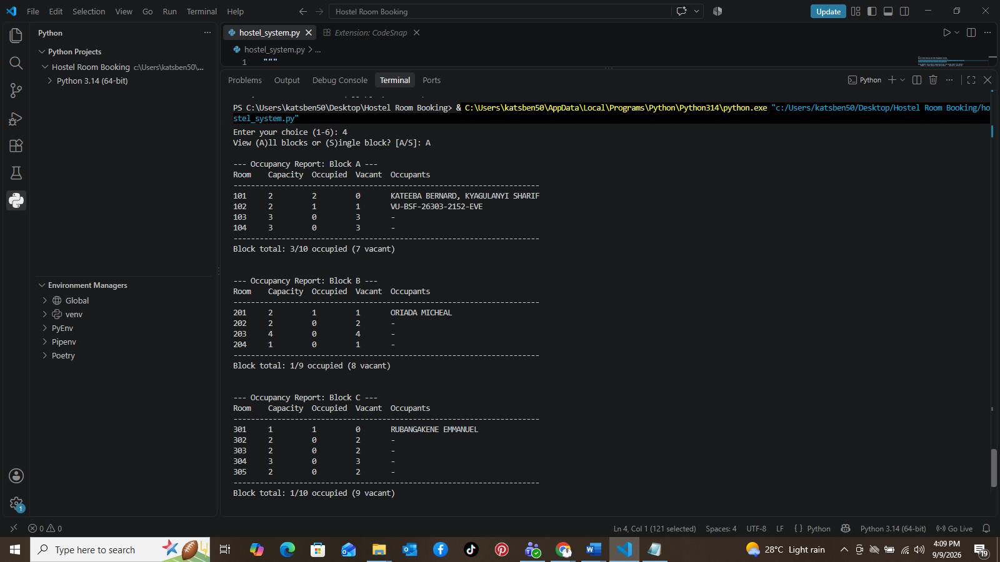 File Edit Selection View Go Run Terminal Help
Hostel Room Booking
Update
Python
Python Projects
Hostel Room Booking c:\Users\katsben50\...
Python 3.14 (64-bit)
Environment Managers
Global
venv
PyEnv
Pipenv
Poetry
1
hostel_system.py
Extension: CodeSnap
hostel_system.py > ...
1 """
Problems Output Debug Console Terminal Ports
Python
PS C:\Users\katsben50\Desktop\Hostel Room Booking> & C:\Users\katsben50\AppData\Local\Programs\Python\Python314\python.exe "c:/Users/katsben50/Desktop/Hostel Room Booking/ho
stel_system.py"
Enter your choice (1-6): 4
View (A)ll blocks or (S)ingle block? [A/S]: A
--- Occupancy Report: Block A ---
Room Capacity Occupied Vacant Occupants
----------------------------------------------------------------------
101 2 2 0 KATEEBA BERNARD, KYAGULANYI SHARIF
102 2 1 1 VU-BSF-26303-2152-EVE
103 3 0 3 -
104 3 0 3 -
----------------------------------------------------------------------
Block total: 3/10 occupied (7 vacant)
--- Occupancy Report: Block B ---
Room Capacity Occupied Vacant Occupants
----------------------------------------------------------------------
201 2 1 1 ORIADA MICHEAL
202 2 0 2 -
203 4 0 4 -
204 1 0 1 -
----------------------------------------------------------------------
Block total: 1/9 occupied (8 vacant)
--- Occupancy Report: Block C ---
Room Capacity Occupied Vacant Occupants
----------------------------------------------------------------------
301 1 1 0 RUBANGAKENE EMMANUEL
302 2 0 2 -
303 2 0 2 -
304 3 0 3 -
305 2 0 2 -
----------------------------------------------------------------------
Block total: 1/10 occupied (9 vacant)
0 0
Ln 4, Col 1 (121 selected) Spaces: 4 UTF-8 LF { } Python Python 3.14 (64-bit) Go Live
Type here to search
28°C Light rain
4:09 PM
9/9/2026
19